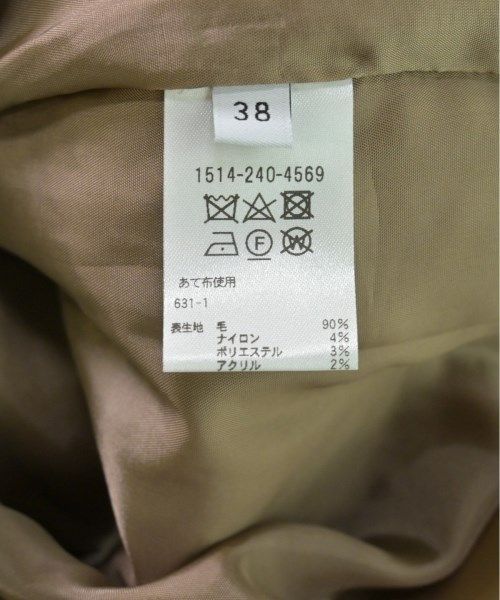 38
1514-240-4569
F W
あて布使用
631-1
表生地 毛 90%
ナイロン 4%
ポリエステル 3%
アクリル 2%